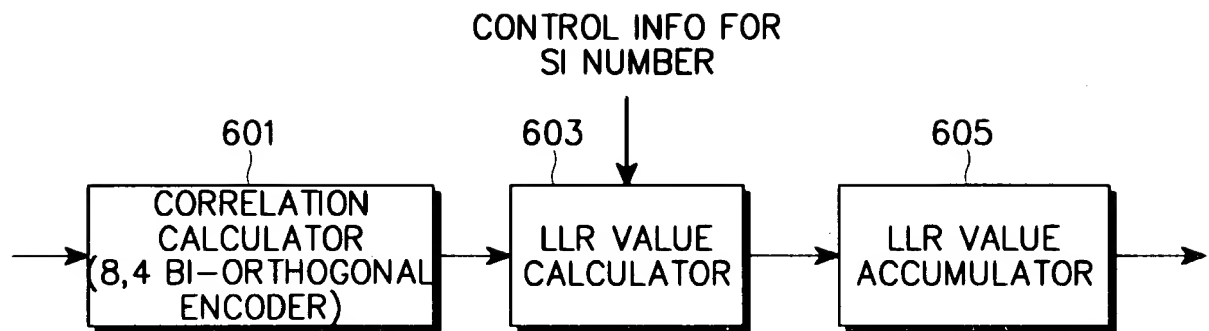 CONTROL INFO FOR
SI NUMBER
601
603
605
CORRELATION
CALCULATOR
(8,4 BI-ORTHOGONAL
ENCODER)
LLR VALUE
CALCULATOR
LLR VALUE
ACCUMULATOR